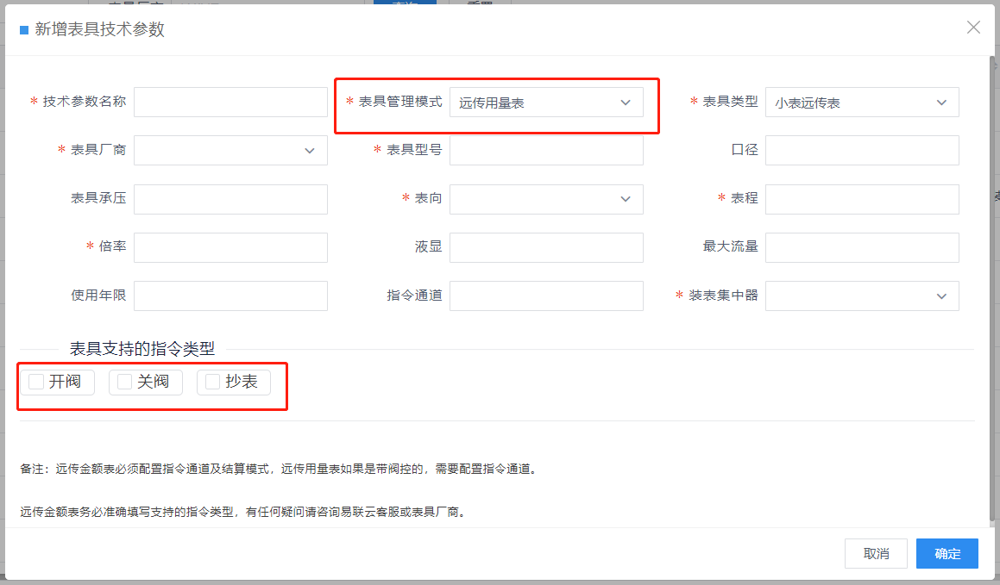 新增表具技术参数
* 技术参数名称
* 表具管理模式 远传用量表
* 表具类型 小表远传表
* 表具厂商
* 表具型号
口径
表具承压
* 表向
* 表程
* 倍率
液显
最大流量
使用年限
指令通道
* 装表集中器
表具支持的指令类型
开阀 关阀 抄表
备注：远传金额表必须配置指令通道及结算模式，远传用量表如果是带阀控的，需要配置指令通道。
远传金额表务必准确填写支持的指令类型，有任何疑问请咨询易联云客服或表具厂商。
取消 确定